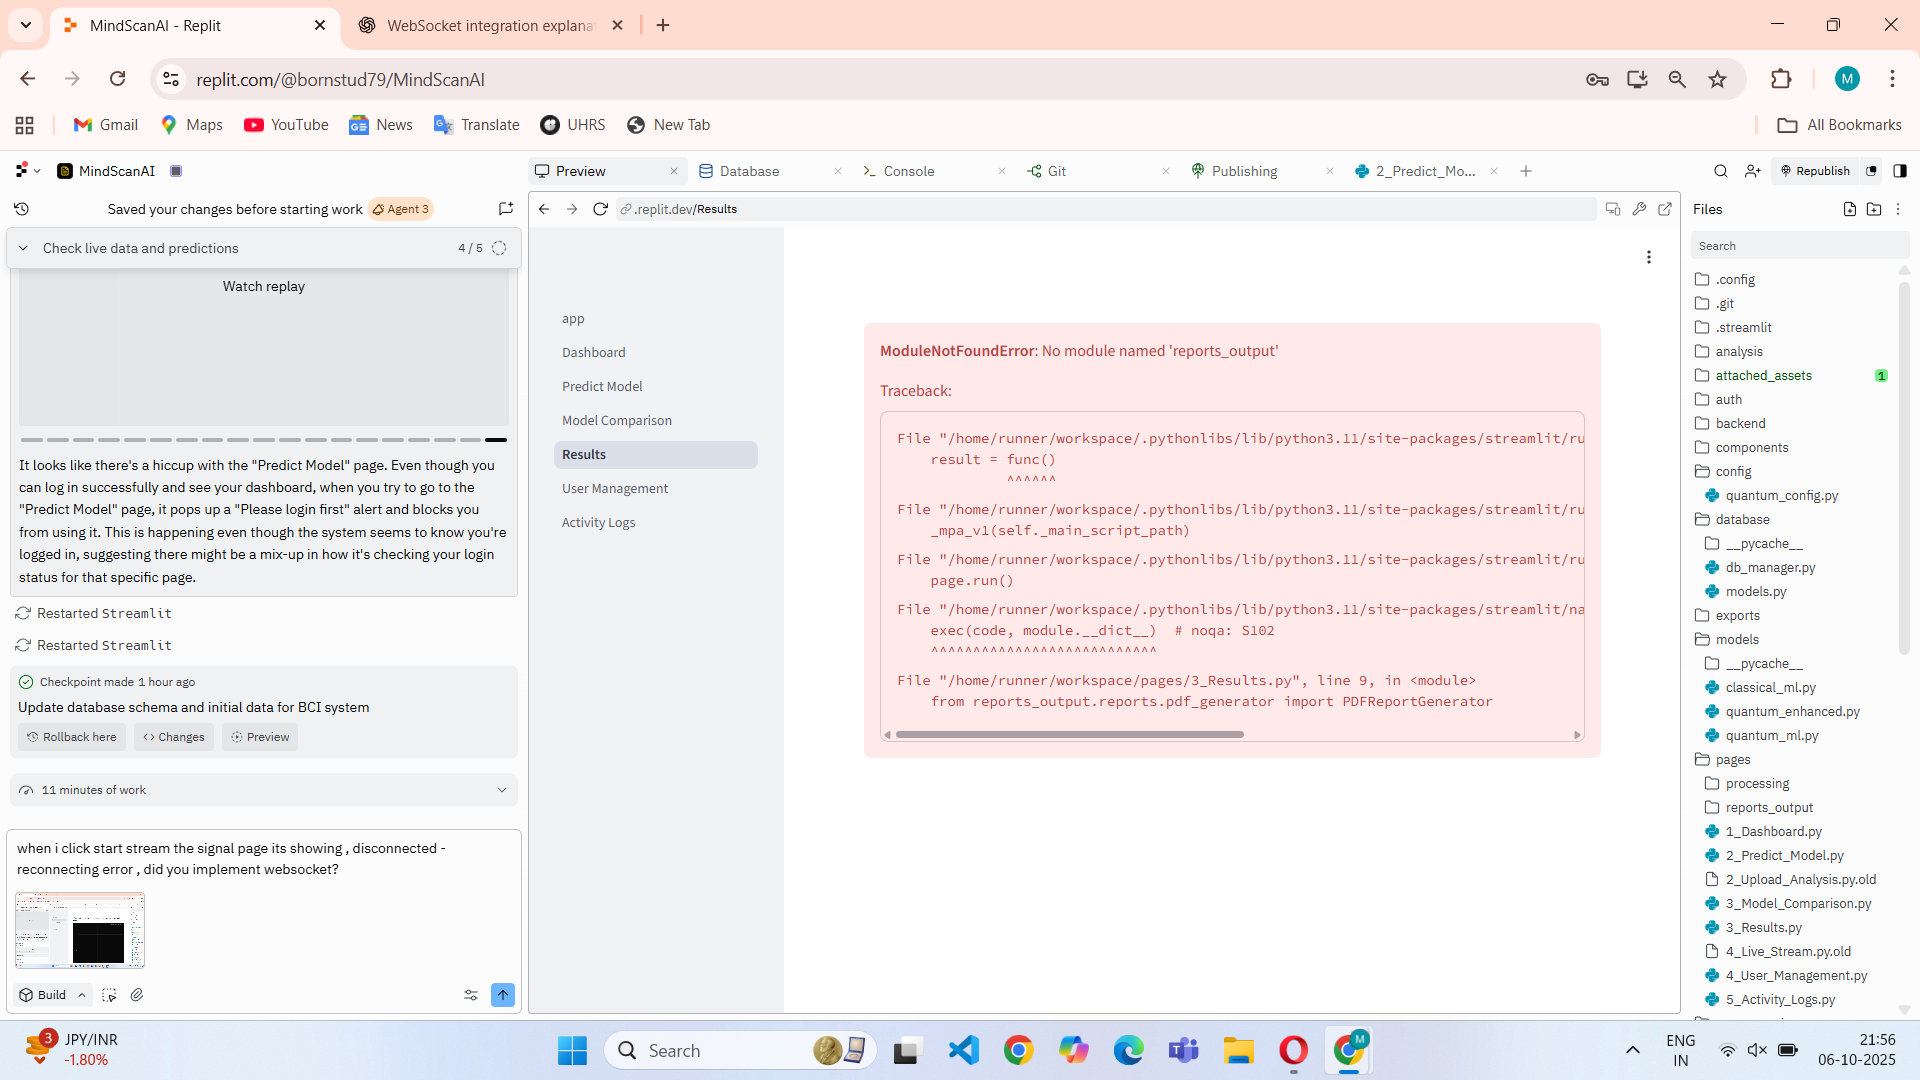 MindScanAI - Replit
WebSocket integration explana
replit.com/@bornstud79/MindScanAI
M
Gmail
Maps
YouTube
News
Translate
UHRS
New Tab
All Bookmarks
MindScanAI
Preview
Database
Console
Git
Publishing
2_Predict_Mo...
Republish
Saved your changes before starting work
Agent 3
.replit.dev/Results
Files
Check live data and predictions
4 / 5
Search
Watch replay
It looks like there's a hiccup with the "Predict Model" page. Even though you
can log in successfully and see your dashboard, when you try to go to the
"Predict Model" page, it pops up a "Please login first" alert and blocks you
from using it. This is happening even though the system seems to know you're
logged in, suggesting there might be a mix-up in how it's checking your login
status for that specific page.
Restarted Streamlit
Restarted Streamlit
Checkpoint made 1 hour ago
Update database schema and initial data for BCI system
Rollback here
Changes
Preview
11 minutes of work
when i click start stream the signal page its showing , disconnected -
reconnecting error , did you implement websocket?
Build
app
Dashboard
Predict Model
Model Comparison
Results
User Management
Activity Logs
ModuleNotFoundError: No module named 'reports_output'
Traceback:
File "/home/runner/workspace/.pythonlibs/lib/python3.11/site-packages/streamlit/ru
result = func()
^^^^^^
File "/home/runner/workspace/.pythonlibs/lib/python3.11/site-packages/streamlit/ru
_mpa_v1(self._main_script_path)
File "/home/runner/workspace/.pythonlibs/lib/python3.11/site-packages/streamlit/ru
page.run()
File "/home/runner/workspace/.pythonlibs/lib/python3.11/site-packages/streamlit/na
exec(code, module.__dict__)  # noqa: S102
^^^^^^^^^^^^^^^^^^^^^^^^^^^
File "/home/runner/workspace/pages/3_Results.py", line 9, in <module>
from reports_output.reports.pdf_generator import PDFReportGenerator
.config
.git
.streamlit
analysis
attached_assets
1
auth
backend
components
config
quantum_config.py
database
__pycache__
db_manager.py
models.py
exports
models
__pycache__
classical_ml.py
quantum_enhanced.py
quantum_ml.py
pages
processing
reports_output
1_Dashboard.py
2_Predict_Model.py
2_Upload_Analysis.py.old
3_Model_Comparison.py
3_Results.py
4_Live_Stream.py.old
4_User_Management.py
5_Activity_Logs.py
3
JPY/INR
-1.80%
Search
M
ENG
IN
21:56
06-10-2025